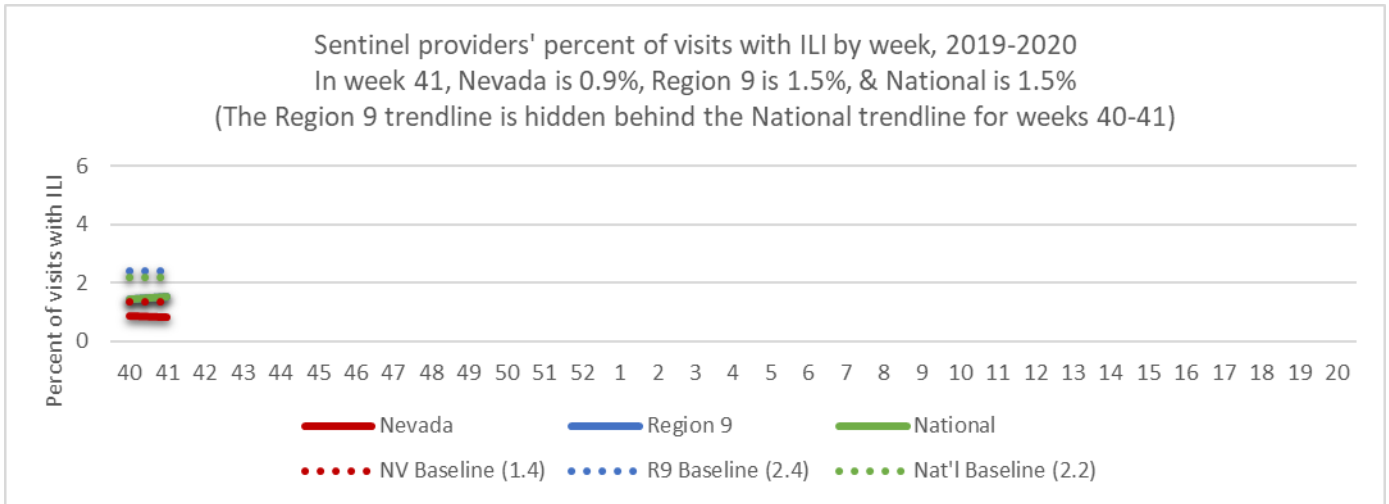 Sentinel providers' percent of visits with ILI by week, 2019-2020
In week 41, Nevada is 0.9%, Region 9 is 1.5%, & National is 1.5%
(The Region 9 trendline is hidden behind the National trendline for weeks 40-41)
Percent of visits with ILI
6
4
2
0
40 41 42 43 44 45 46 47 48 49 50 51 52 1 2 3 4 5 6 7 8 9 10 11 12 13 14 15 16 17 18 19 20
Nevada Region 9 National
NV Baseline (1.4) R9 Baseline (2.4) Nat'l Baseline (2.2)